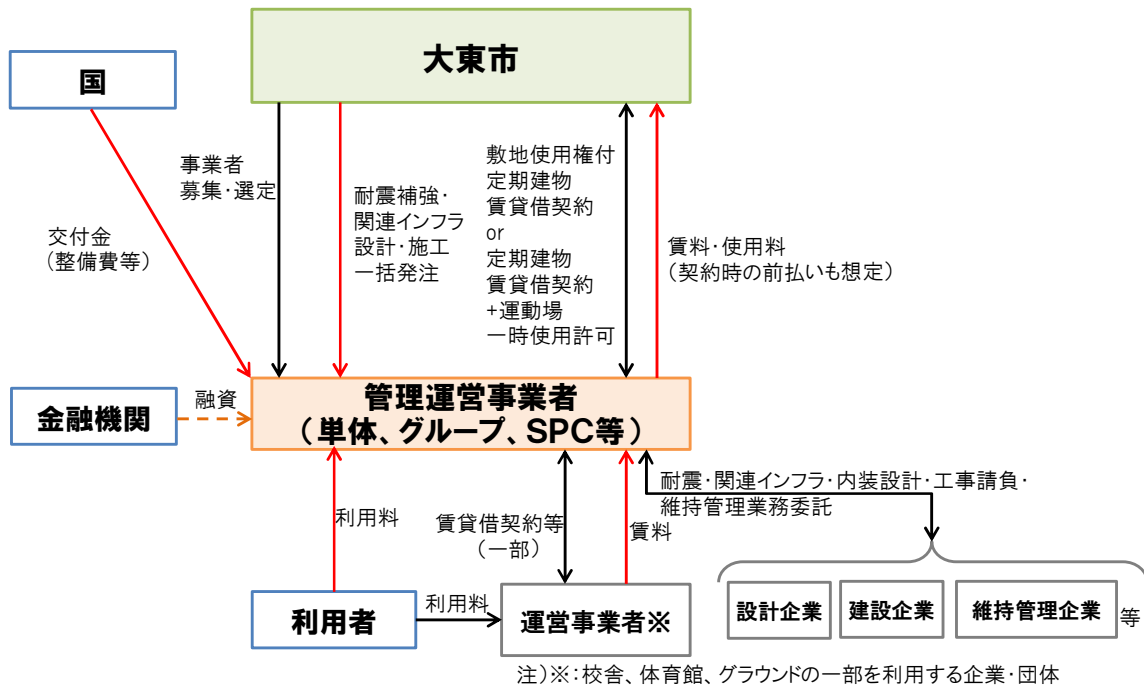 大東市
国
事業者
募集・選定
耐震補強・
関連インフラ
設計・施工
一括発注
敷地使用権付
定期建物
賃貸借契約
or
定期建物
賃貸借契約
+運動場
一時使用許可
賃料・使用料
(契約時の前払いも想定)
交付金
(整備費等)
金融機関
融資
管理運営事業者
(単体、グループ、SPC等)
利用料
賃貸借契約等
(一部)
賃料
耐震・関連インフラ・内装設計・工事請負・
維持管理業務委託
利用者
利用料
運営事業者※
設計企業
建設企業
維持管理企業
等
注)※:校舎、体育館、グラウンドの一部を利用する企業・団体